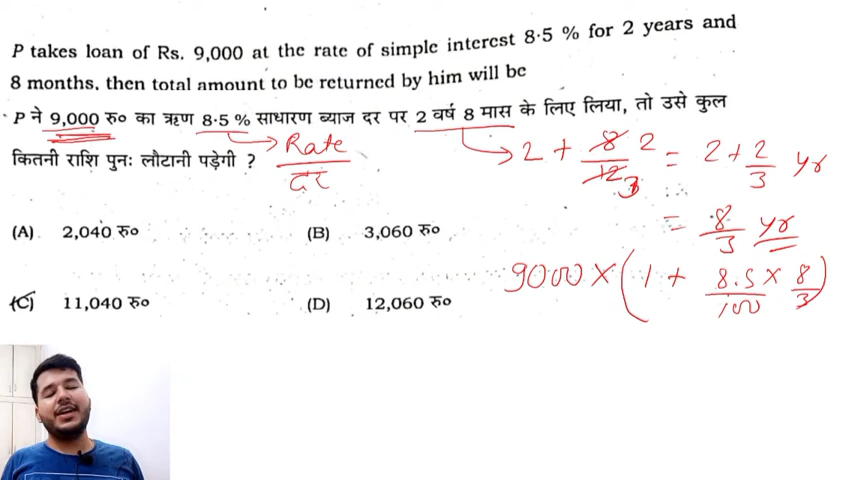 P takes loan of Rs. 9,000 at the rate of simple interest 8·5 % for 2 years and
8 months, then total amount to be returned by him will be
P ने 9,000 रु० का ऋण 8·5 % साधारण ब्याज दर पर 2 वर्ष 8 मास के लिए लिया, तो उसे कुल
कितनी राशि पुनः लौटानी पड़ेगी ?
Rate
दर
2 + 8/12 2/3 = 2 + 2/3 yr
= 8/3 yr
9000 × (1 + 8.5/100 × 8/3)
(A) 2,040 रु०
(B) 3,060 रु०
(C) 11,040 रु०
(D) 12,060 रु०